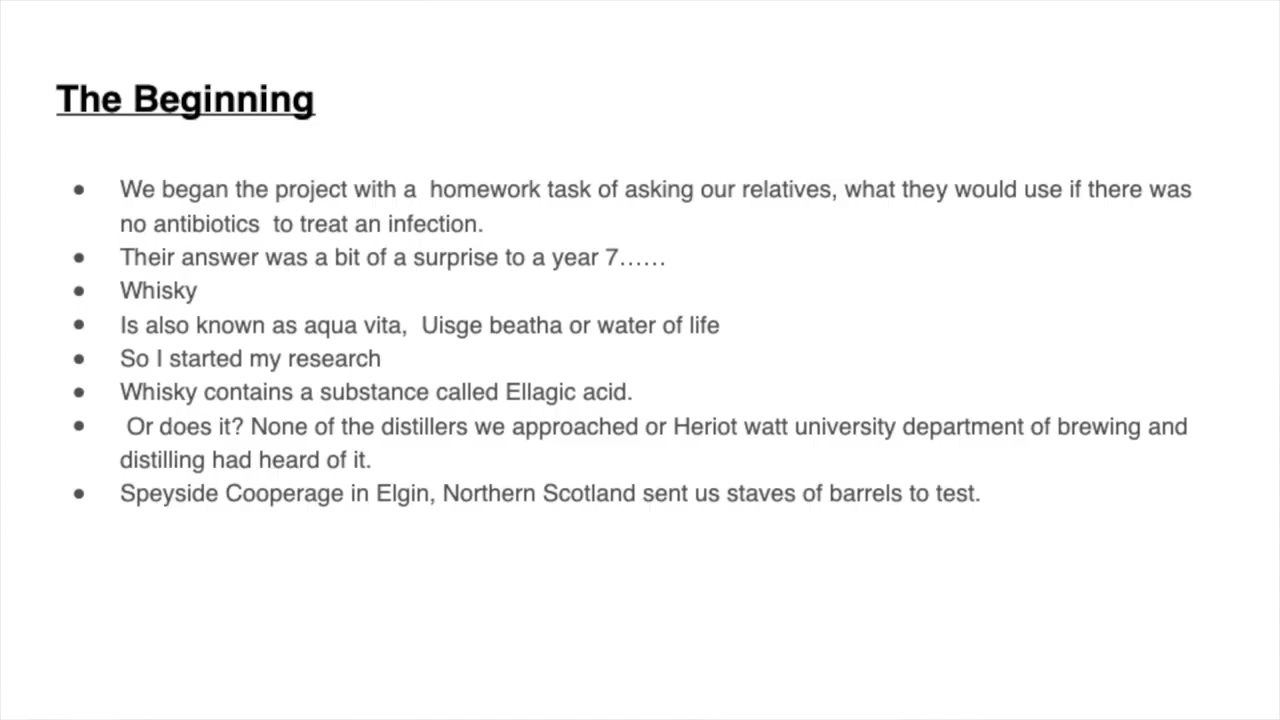 The Beginning
● We began the project with a  homework task of asking our relatives, what they would use if there was
no antibiotics  to treat an infection.
● Their answer was a bit of a surprise to a year 7……
● Whisky
● Is also known as aqua vita,  Uisge beatha or water of life
● So I started my research
● Whisky contains a substance called Ellagic acid.
●  Or does it? None of the distillers we approached or Heriot watt university department of brewing and
distilling had heard of it.
● Speyside Cooperage in Elgin, Northern Scotland sent us staves of barrels to test.